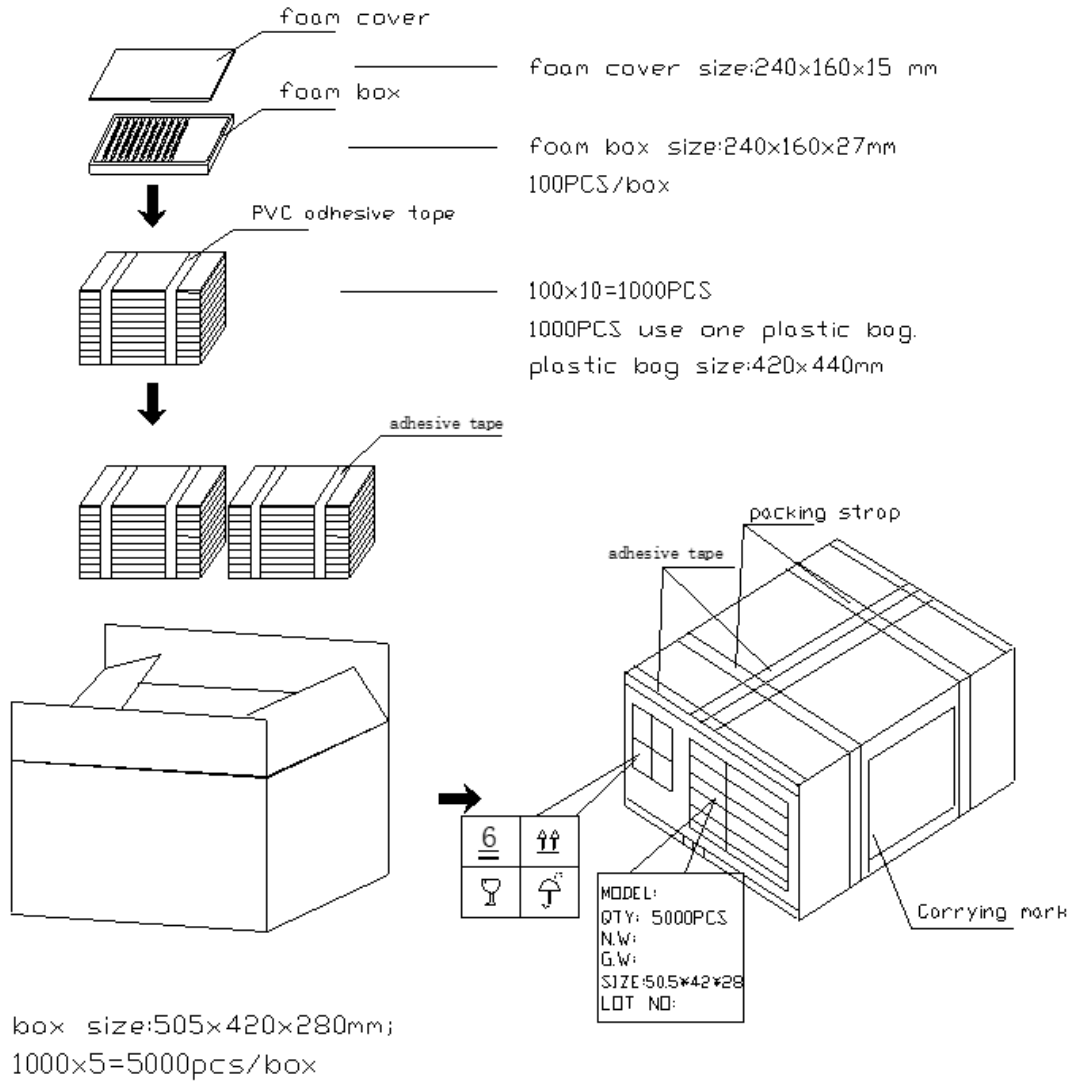 foam cover
foam cover size:240x160x15 mm
foam box
foam box size:240x160x27mm
100PCS/box
PVC adhesive tape
100x10=1000PCS
1000PCS use one plastic bag.
plastic bag size:420x440mm
adhesive tape
packing strap
adhesive tape
6
MODEL:
QTY: 5000PCS
N.W:
G.W:
SIZE:50.5*42*28
LOT NO:
Carrying mark
box size:505x420x280mm;
1000x5=5000pcs/box